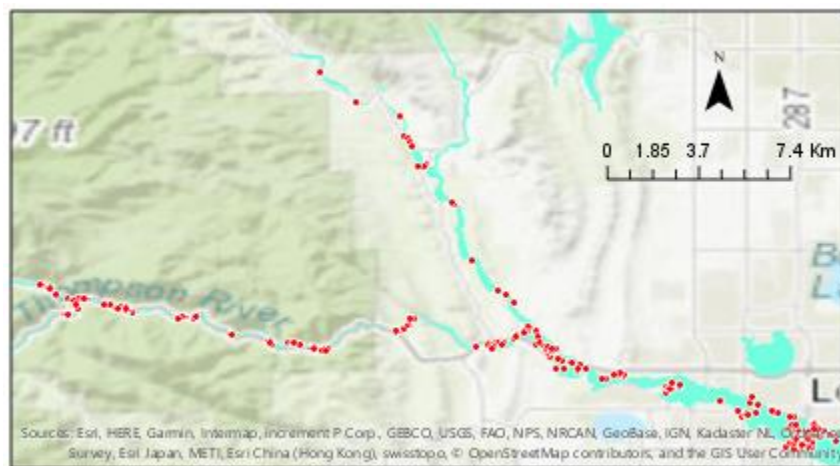 N
97 ft
287
0 1.85 3.7 7.4 Km
Thompson River
Lo
Sources: Esri, HERE, Garmin, Intermap, increment P Corp., GEBCO, USGS, FAO, NPS, NRCAN, GeoBase, IGN, Kadaster NL,
Survey, Esri Japan, METI, Esri China (Hong Kong), swisstopo, © OpenStreetMap contributors, and the GIS User